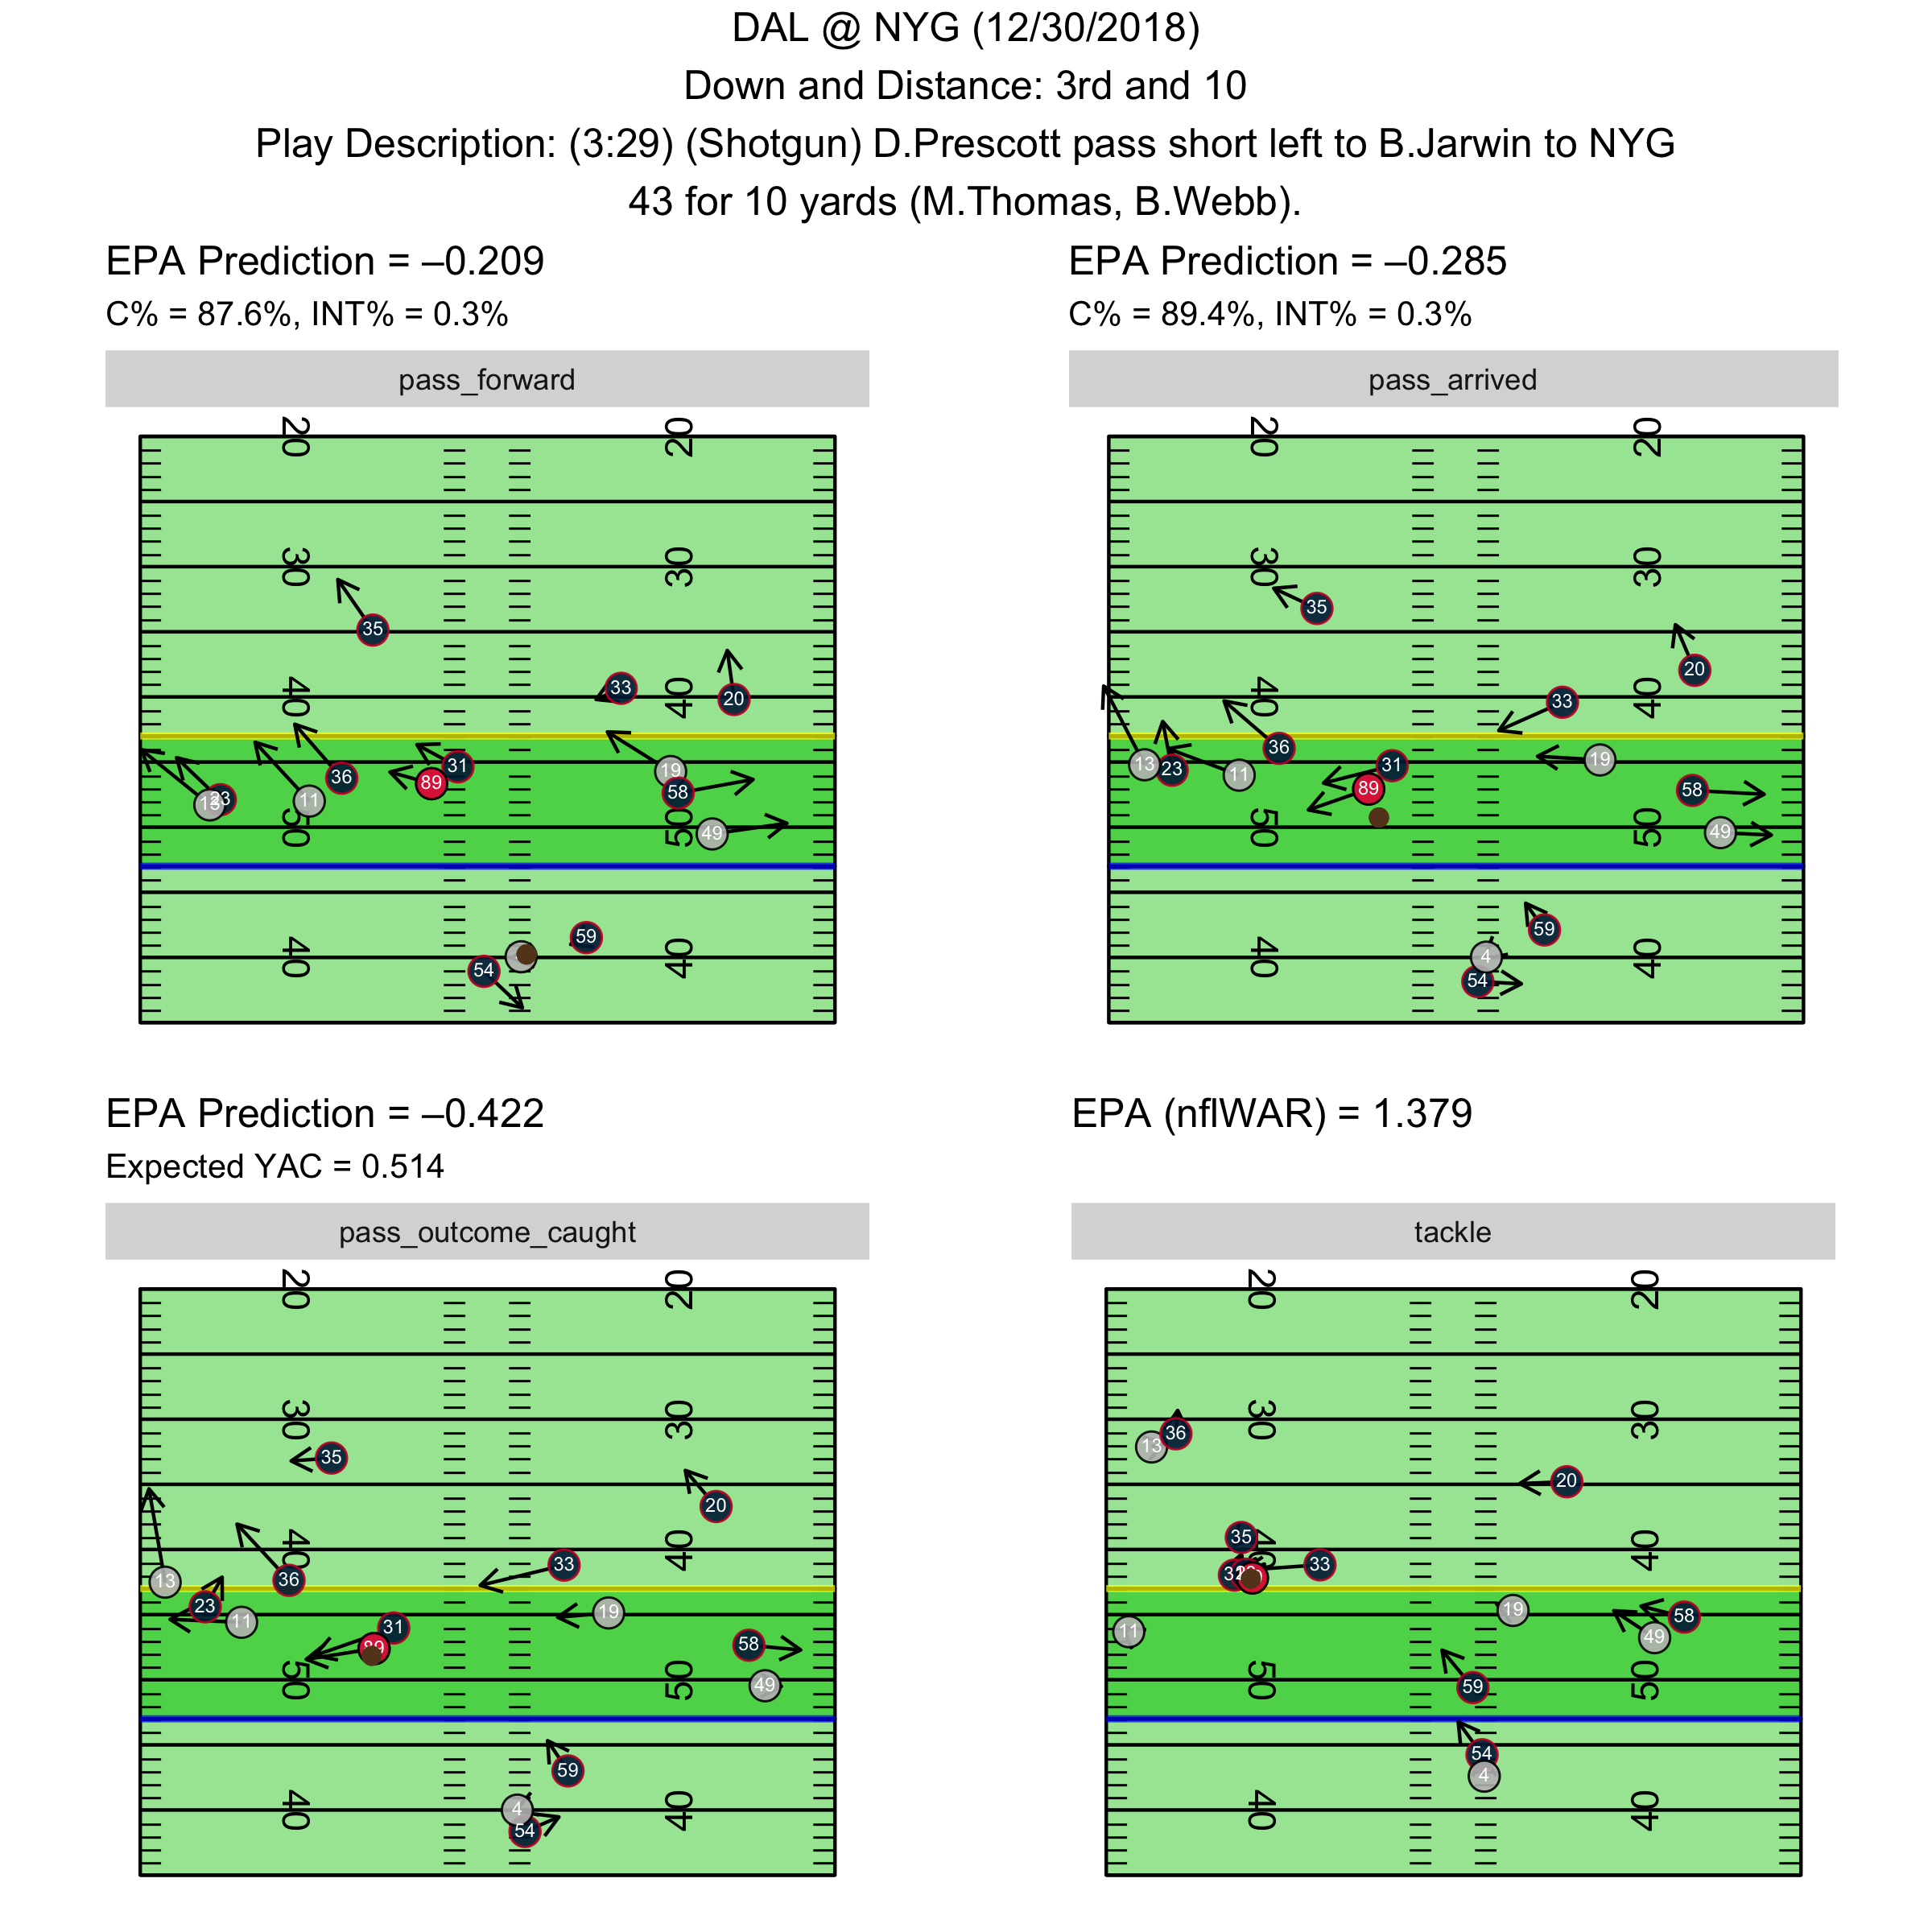 DAL @ NYG (12/30/2018)
Down and Distance: 3rd and 10
Play Description: (3:29) (Shotgun) D.Prescott pass short left to B.Jarwin to NYG
43 for 10 yards (M.Thomas, B.Webb).
EPA Prediction = –0.209
C% = 87.6%, INT% = 0.3%
pass_forward
20 20
30 30
35
40 33 40 20
31 19
36 89 58
13 23 11
50 50 49
59
40 54 40
EPA Prediction = –0.285
C% = 89.4%, INT% = 0.3%
pass_arrived
20 20
30 35 30
20
40 33 40
36
13 23 11 31 19
89 58
50 50 49
59
40 4 40
54
EPA Prediction = –0.422
Expected YAC = 0.514
pass_outcome_caught
20 20
30 30
35
20
40 33 40
13 36
23 11 19
31
89 58
50 50 49
59
40 4 40
54
EPA (nflWAR) = 1.379
tackle
20 20
30 30
13 36
20
35
40 33 40
19 58
11 49
50 59 50
54
4
40 40